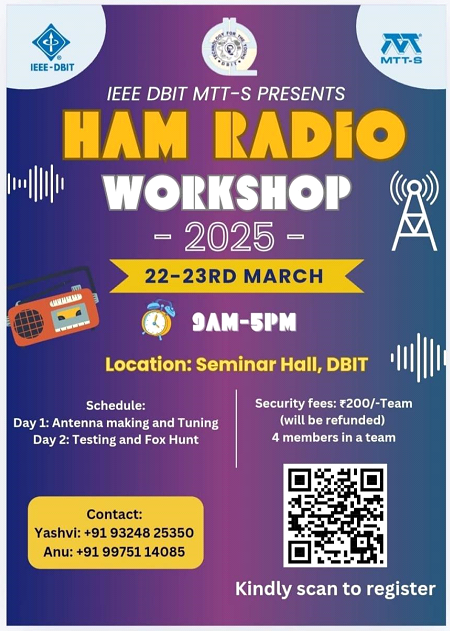 IEEE-DBIT
MTT-S
IEEE DBIT MTT-S PRESENTS
HAM RADIO
WORKSHOP
- 2025 -
22-23RD MARCH
9AM-5PM
Location: Seminar Hall, DBIT
Schedule:
Day 1: Antenna making and Tuning
Day 2: Testing and Fox Hunt
Security fees: ₹200/-Team
(will be refunded)
4 members in a team
Contact:
Yashvi: +91 93248 25350
Anu: +91 99751 14085
Kindly scan to register